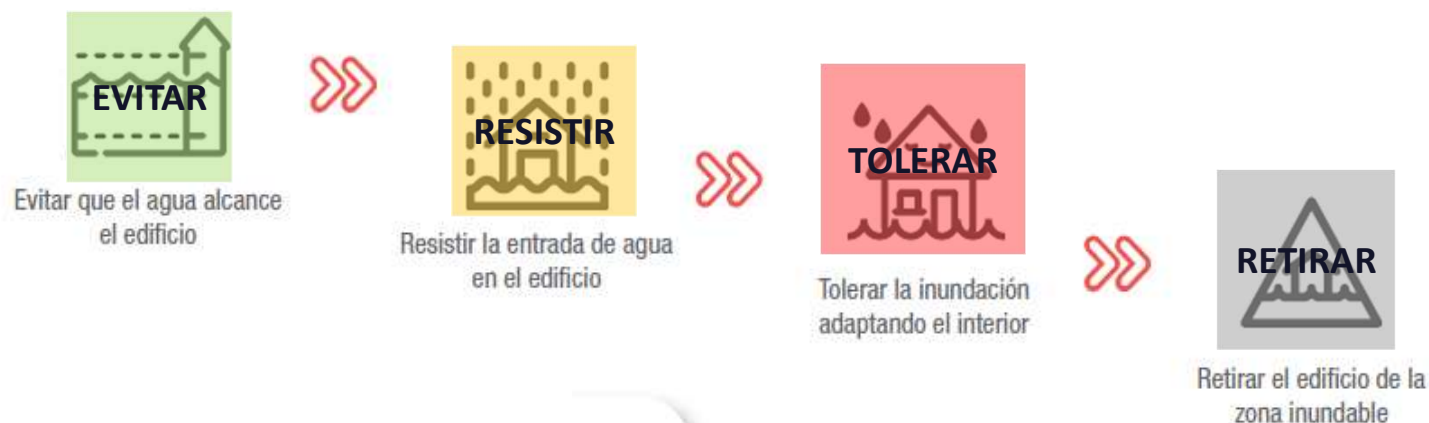 EVITAR
Evitar que el agua alcance
el edificio
RESISTIR
Resistir la entrada de agua
en el edificio
TOLERAR
Tolerar la inundación
adaptando el interior
RETIRAR
Retirar el edificio de la
zona inundable